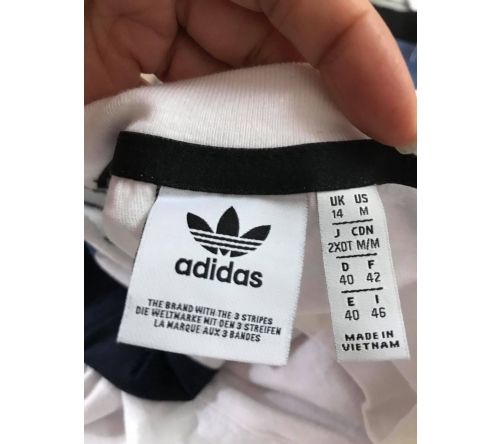 adidas
THE BRAND WITH THE 3 STRIPES
DIE WELTMARKE MIT DEN 3 STREIFEN
LA MARQUE AUX 3 BANDES
UK US
14 M
J CDN
2XOT M/M
D F
40 42
E I
40 46
MADE IN
VIETNAM